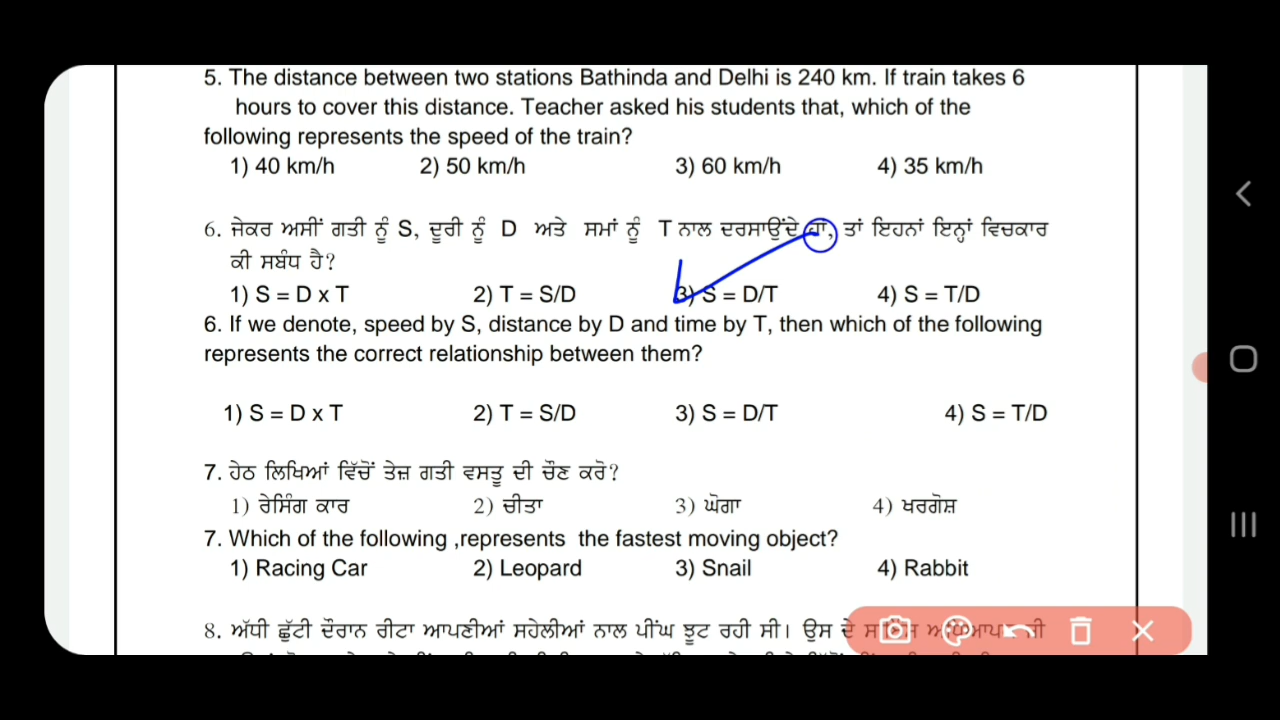 5. The distance between two stations Bathinda and Delhi is 240 km. If train takes 6
hours to cover this distance. Teacher asked his students that, which of the
following represents the speed of the train?
1) 40 km/h 2) 50 km/h 3) 60 km/h 4) 35 km/h
6. ਜੇਕਰ ਅਸੀਂ ਗਤੀ ਨੂੰ S, ਦੂਰੀ ਨੂੰ D ਅਤੇ ਸਮਾਂ ਨੂੰ T ਨਾਲ ਦਰਸਾਉਂਦੇ ਹਾਂ, ਤਾਂ ਇਹਨਾਂ ਇਨ੍ਹਾਂ ਵਿਚਕਾਰ
ਕੀ ਸਬੰਧ ਹੈ?
1) S = D x T 2) T = S/D 3) S = D/T 4) S = T/D
6. If we denote, speed by S, distance by D and time by T, then which of the following
represents the correct relationship between them?
1) S = D x T 2) T = S/D 3) S = D/T 4) S = T/D
7. ਹੇਠ ਲਿਖਿਆਂ ਵਿੱਚੋਂ ਤੇਜ਼ ਗਤੀ ਵਸਤੂ ਦੀ ਚੌਣ ਕਰੋ?
1) ਰੇਸਿੰਗ ਕਾਰ 2) ਚੀਤਾ 3) ਘੋਗਾ 4) ਖਰਗੋਸ਼
7. Which of the following ,represents the fastest moving object?
1) Racing Car 2) Leopard 3) Snail 4) Rabbit
8. ਅੱਧੀ ਛੁੱਟੀ ਦੌਰਾਨ ਰੀਟਾ ਆਪਣੀਆਂ ਸਹੇਲੀਆਂ ਨਾਲ ਪੀਂਘ ਝੂਟ ਰਹੀ ਸੀ। ਉਸ ਦੇ